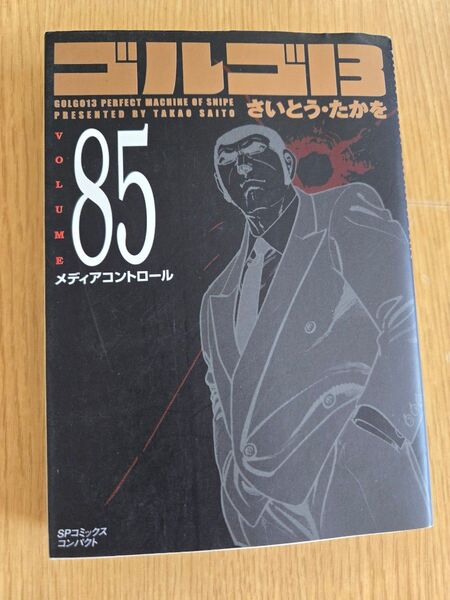 ゴルゴ13
GOLGO13 PERFECT MACHINE OF SNIPE
PRESENTED BY TAKAO SAITO
さいとう・たかを
VOLUME
85
メディアコントロール
SPコミックス
コンパクト